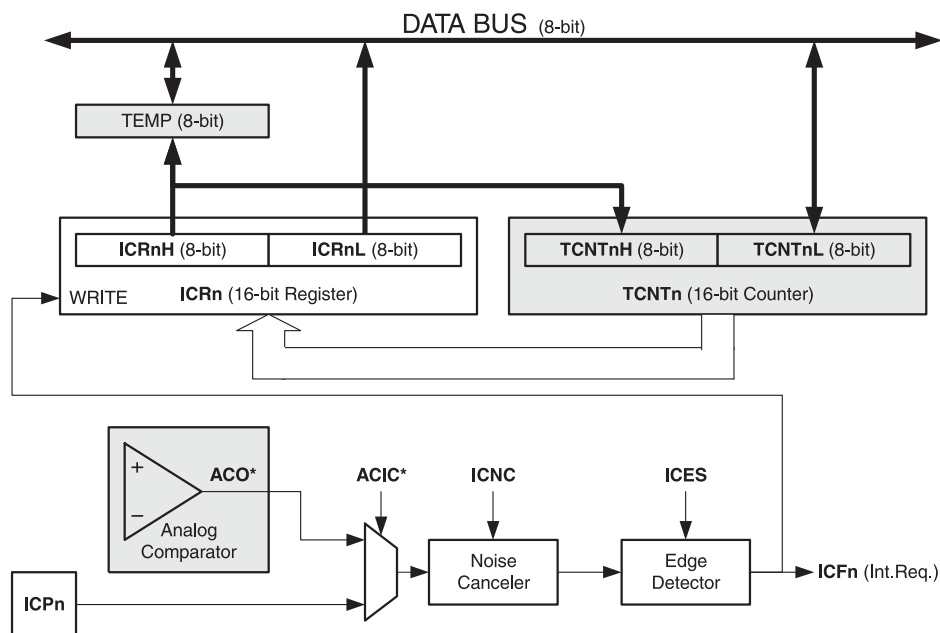 DATA BUS (8-bit)
TEMP (8-bit)
ICRnH (8-bit) ICRnL (8-bit) TCNTnH (8-bit) TCNTnL (8-bit)
WRITE ICRn (16-bit Register) TCNTn (16-bit Counter)
+
ACO* ACIC* ICNC ICES
−
Analog
Comparator
Noise
Canceler
Edge
Detector
ICFn (Int.Req.)
ICPn